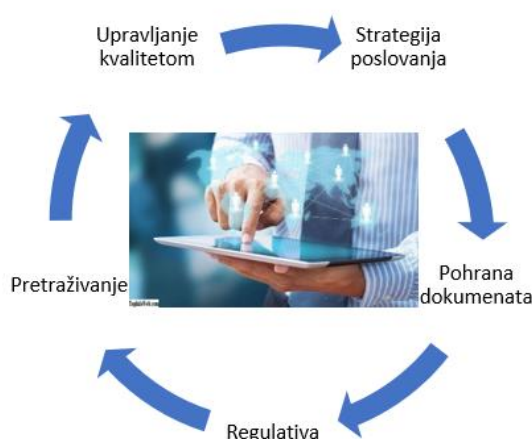 Upravljanje
kvalitetom
Strategija
poslovanja
Pohrana
dokumenata
Regulativa
Pretraživanje